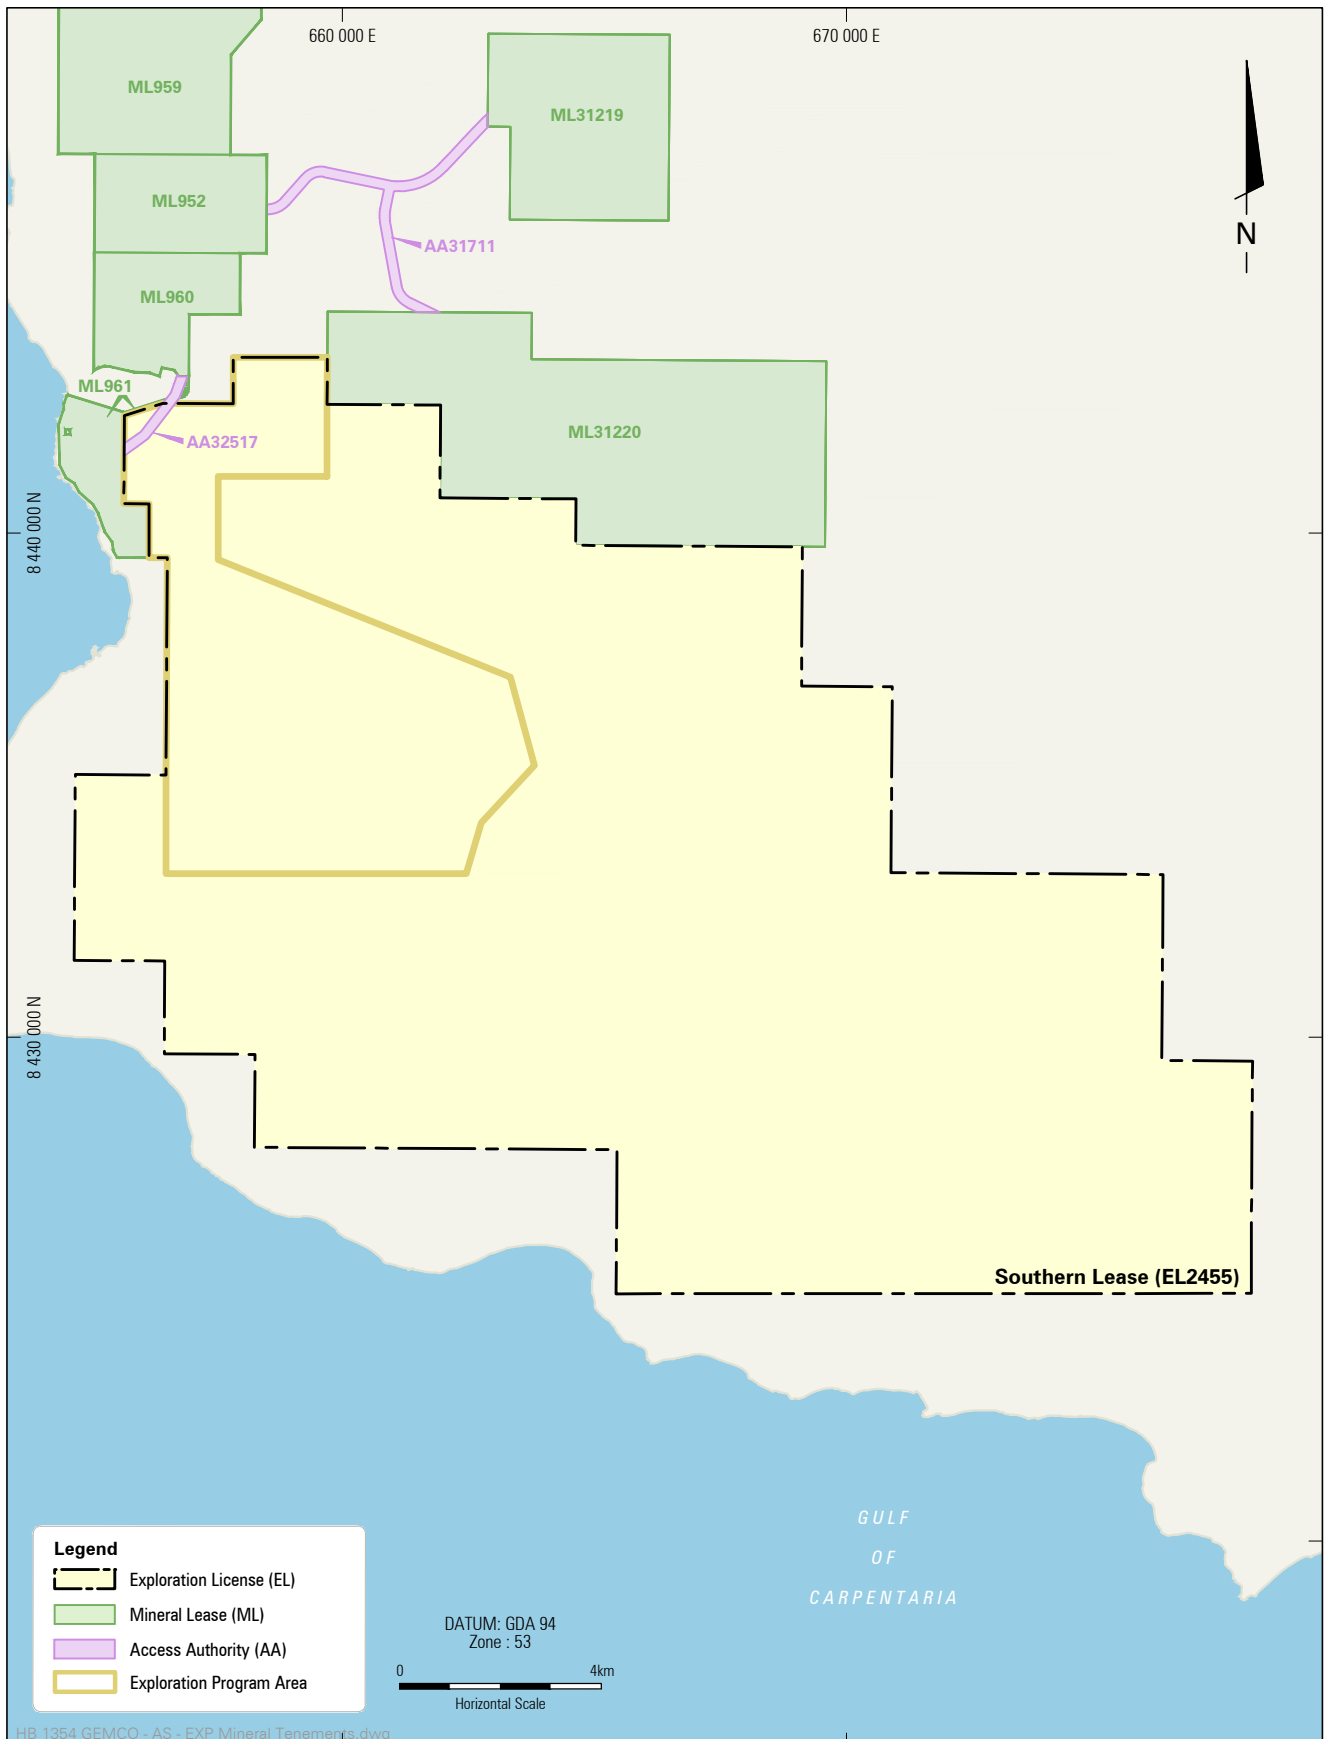 660 000 E
670 000 E
ML959
ML31219
ML952
AA31711
N
ML960
ML961
AA32517
ML31220
8 440 000 N
8 430 000 N
Southern Lease (EL2455)
GULF
OF
CARPENTARIA
Legend
Exploration License (EL)
Mineral Lease (ML)
Access Authority (AA)
Exploration Program Area
DATUM: GDA 94
Zone : 53
0 4km
Horizontal Scale
HB 1354 GEMCO - AS - EXP Mineral Tenements.dwg